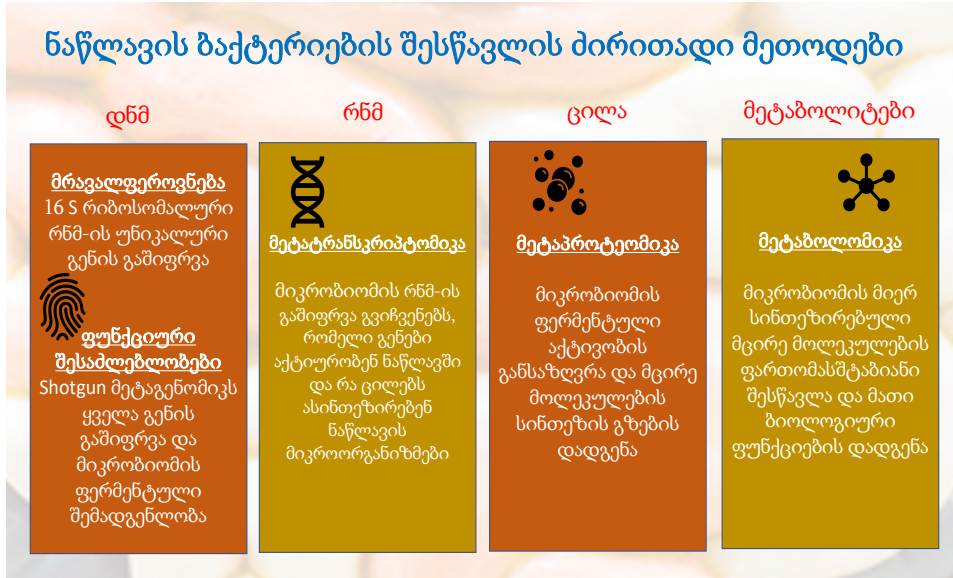 ნაწლავის ბაქტერიების შესწავლის ძირითადი მეთოდები
დნმ
მრავალფეროვნება
16 S რიბოსომალური
რნმ-ის უნიკალური
გენის გაშიფრვა
ფუნქციური
შესაძლებლობები
Shotgun მეტაგენომიკს
ყველა გენის
გაშიფრვა და
მიკრობიომის
ფერმენტული
შემადგენლობა
რნმ
მეტატრანსკრიპტომიკა
მიკრობიომის რნმ-ის
გაშიფრვა გვიჩვენებს,
რომელი გენები
აქტიურობენ ნაწლავში
და რა ცილებს
ასინთეზირებენ
ნაწლავის
მიკროორგანიზმები
ცილა
მეტაპროტეომიკა
მიკრობიომის
ფერმენტული
აქტივობის
განსაზღვრა და მცირე
მოლეკულების
სინთეზის გზების
დადგენა
მეტაბოლიტები
მეტაბოლომიკა
მიკრობიომის მიერ
სინთეზირებული
მცირე მოლეკულების
ფართომასშტაბიანი
შესწავლა და მათი
ბიოლოგიური
ფუნქციების დადგენა